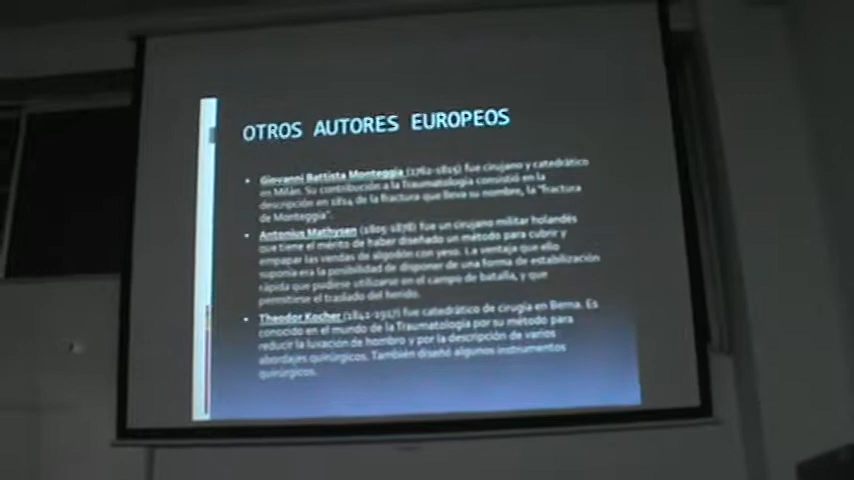 OTROS AUTORES EUROPEOS
Giovanni Battista Monteggia (1762-1815) fue cirujano y catedrático
en Milán. Su contribución a la Traumatología consistió en la
descripción en 1814 de la fractura que lleva su nombre, la "fractura
de Monteggia".
Antonius Mathysen (1805-1878) fue un cirujano militar holandés
que tiene el mérito de haber diseñado un método para cubrir y
empapar las vendas de algodón con yeso. La ventaja que ello
suponía era la posibilidad de disponer de una forma de estabilización
rápida que pudiese utilizarse en el campo de batalla, y que
permitiese el traslado del herido.
Theodor Kocher (1841-1917) fue catedrático de cirugía en Berna. Es
conocido en el mundo de la Traumatología por su método para
reducir la luxación de hombro y por la descripción de varios
abordajes quirúrgicos. También diseñó algunos instrumentos
quirúrgicos.